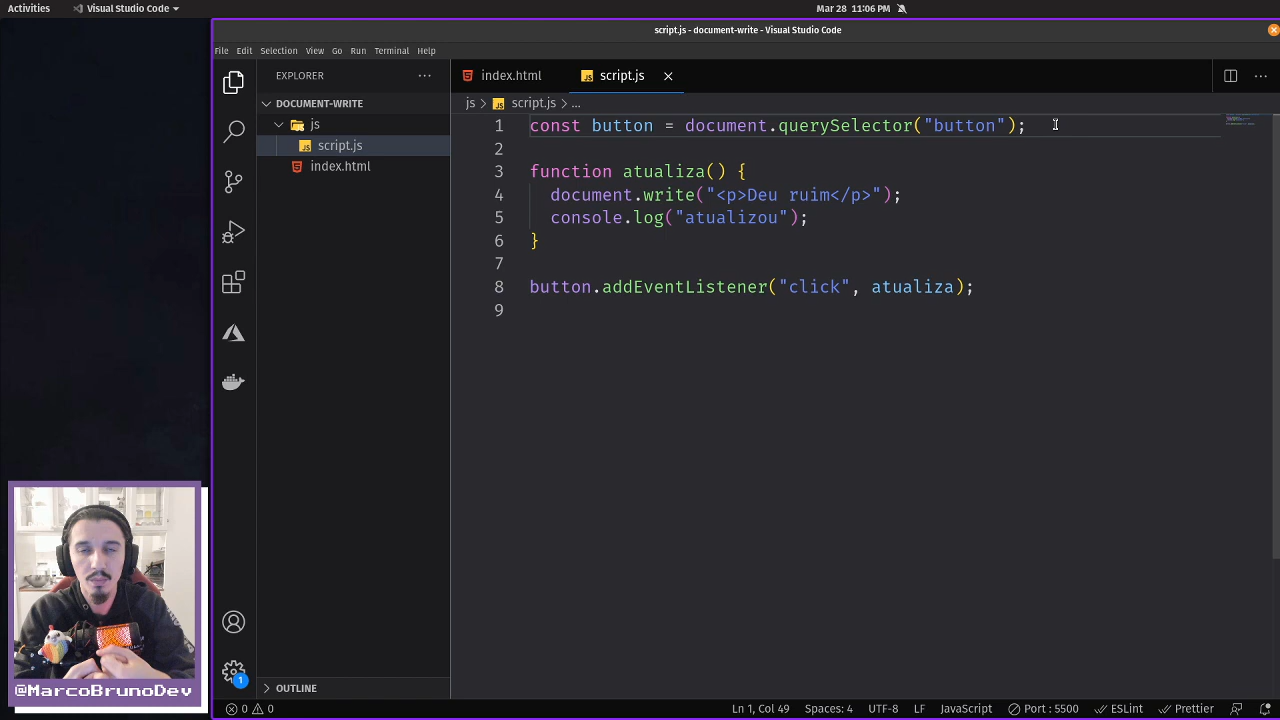 Activities
Visual Studio Code
Mar 28 11:06 PM
script.js - document-write - Visual Studio Code
File Edit Selection View Go Run Terminal Help
EXPLORER
DOCUMENT-WRITE
js
JS script.js
index.html
OUTLINE
index.html
JS script.js
js > JS script.js > ...
1 const button = document.querySelector("button");
2
3 function atualiza() {
4 document.write("<p>Deu ruim</p>");
5 console.log("atualizou");
6 }
7
8 button.addEventListener("click", atualiza);
9
1
@MarcoBrunoDev
0 0
Ln 1, Col 49 Spaces: 4 UTF-8 LF JavaScript Port : 5500 ESLint Prettier